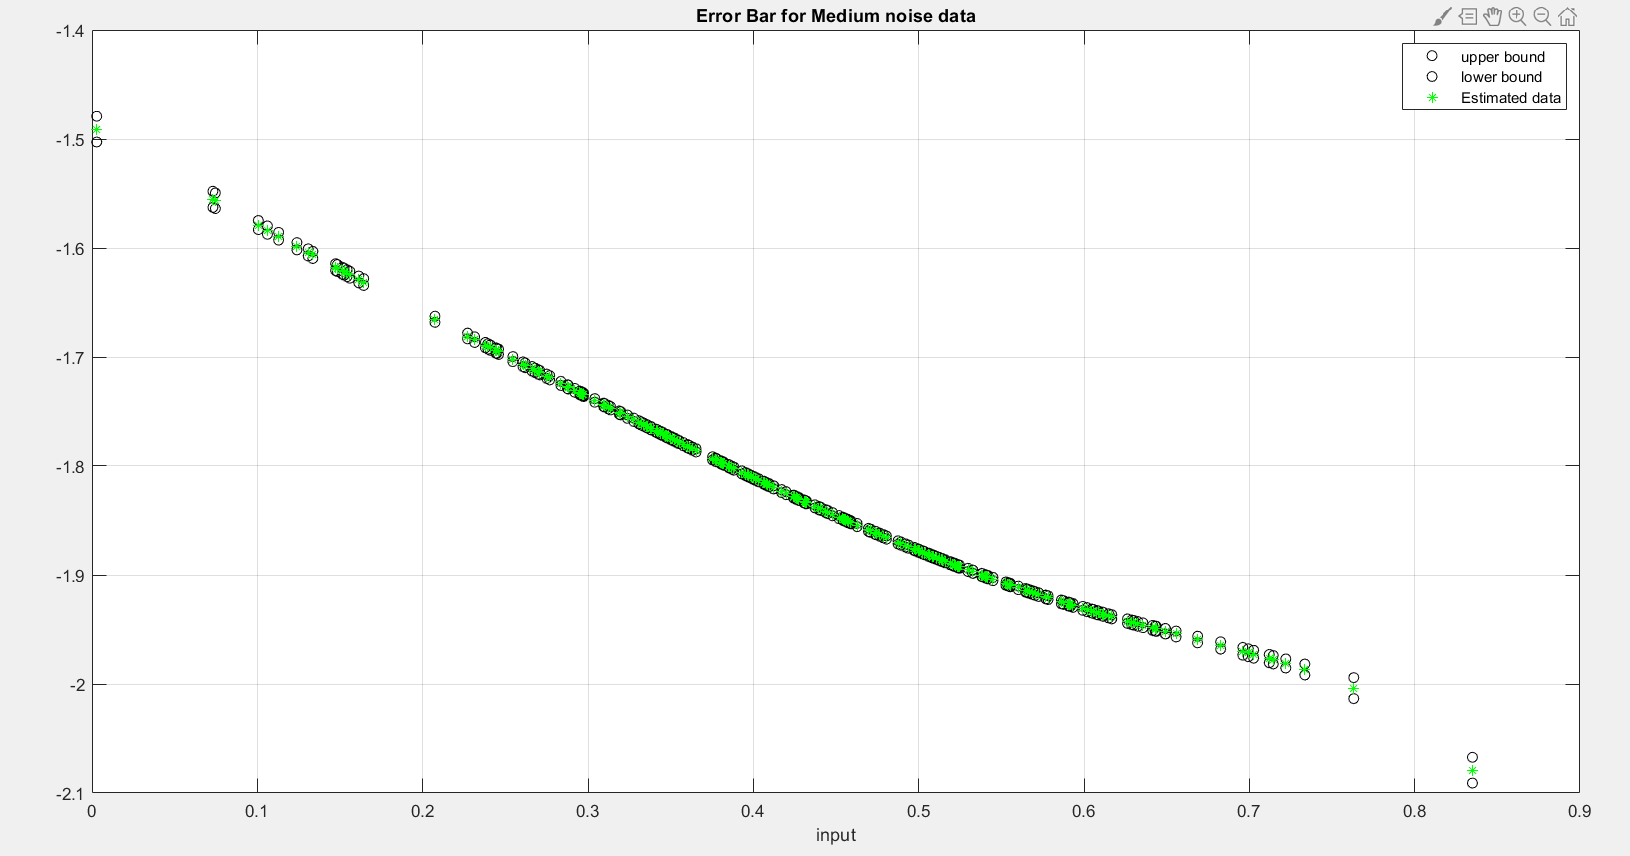 Error Bar for Medium noise data
upper bound
lower bound
Estimated data
-1.4
-1.5
-1.6
-1.7
-1.8
-1.9
-2
-2.1
0 0.1 0.2 0.3 0.4 0.5 0.6 0.7 0.8 0.9
input